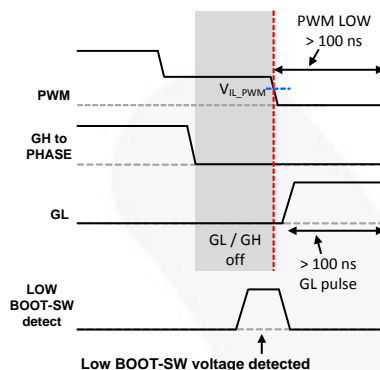 PWM LOW
> 100 ns
V_IL_PWM
PWM
GH to
PHASE
GL
GL / GH
off
> 100 ns
GL pulse
LOW
BOOT-SW
detect
Low BOOT-SW voltage detected